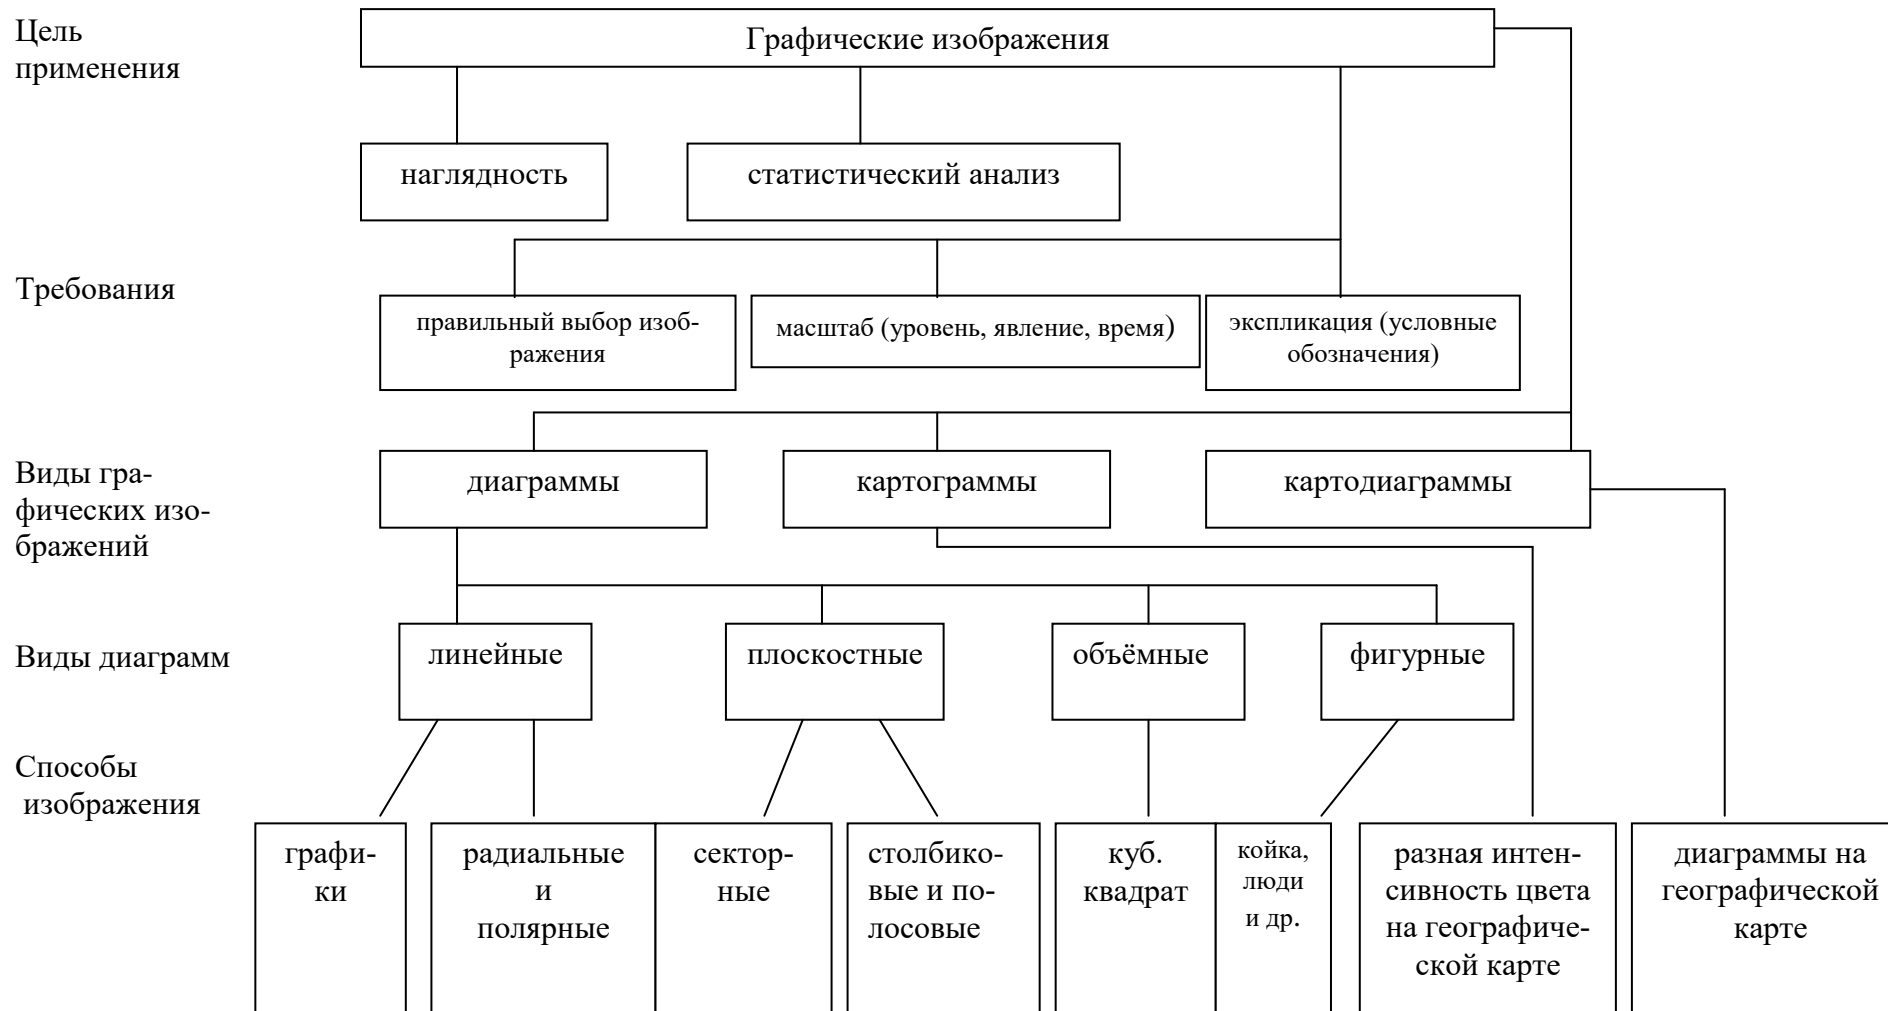 Цель
применения
Графические изображения
наглядность
статистический анализ
Требования
правильный выбор изоб-
ражения
масштаб (уровень, явление, время)
экспликация (условные
обозначения)
Виды гра-
фических изо-
бражений
диаграммы
картограммы
картодиаграммы
Виды диаграмм
линейные
плоскостные
объёмные
фигурные
Способы
изображения
графи-
ки
радиальные
и
полярные
сектор-
ные
столбико-
вые и по-
лосовые
куб.
квадрат
койка,
люди
и др.
разная интен-
сивность цвета
на географиче-
ской карте
диаграммы на
географической
карте